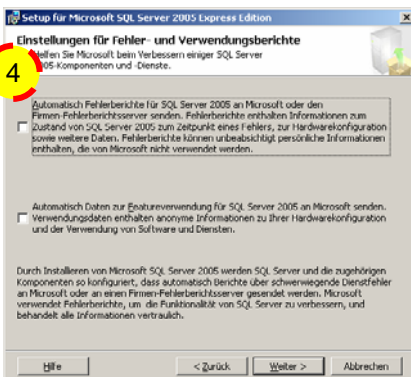 Setup für Microsoft SQL Server 2005 Express Edition
Einstellungen für Fehler- und Verwendungsberichte
Helfen Sie Microsoft beim Verbessern einiger SQL Server
2005-Komponenten und -Dienste.
4
Automatisch Fehlerberichte für SQL Server 2005 an Microsoft oder den
Firmen-Fehlerberichtsserver senden. Fehlerberichte enthalten Informationen zum
Zustand von SQL Server 2005 zum Zeitpunkt eines Fehlers, zur Hardwarekonfiguration
sowie weitere Daten. Fehlerberichte können unbeabsichtigt persönliche Informationen
enthalten, die von Microsoft nicht verwendet werden.
Automatisch Daten zur Featureverwendung für SQL Server 2005 an Microsoft senden.
Verwendungsdaten enthalten anonyme Informationen zu Ihrer Hardwarekonfiguration
und der Verwendung von Software und Diensten.
Durch Installieren von Microsoft SQL Server 2005 werden SQL Server und die zugehörigen
Komponenten so konfiguriert, dass automatisch Berichte über schwerwiegende Dienstfehler
an Microsoft oder an einen Firmen-Fehlerberichtsserver gesendet werden. Microsoft
verwendet Fehlerberichte, um die Funktionalität von SQL Server zu verbessern, und
behandelt alle Informationen vertraulich.
Hilfe < Zurück Weiter > Abbrechen